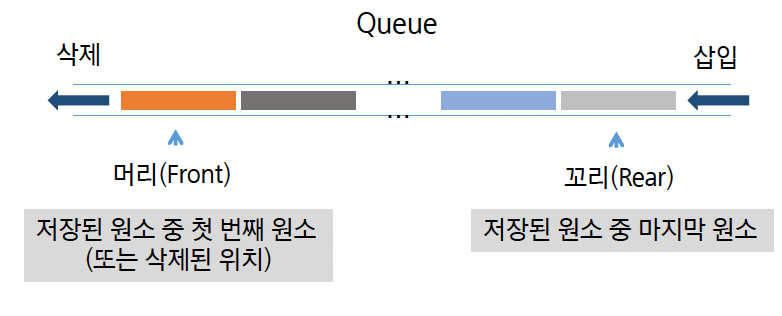 Queue
삭제
삽입
...
...
머리(Front)
꼬리(Rear)
저장된 원소 중 첫 번째 원소
(또는 삭제된 위치)
저장된 원소 중 마지막 원소